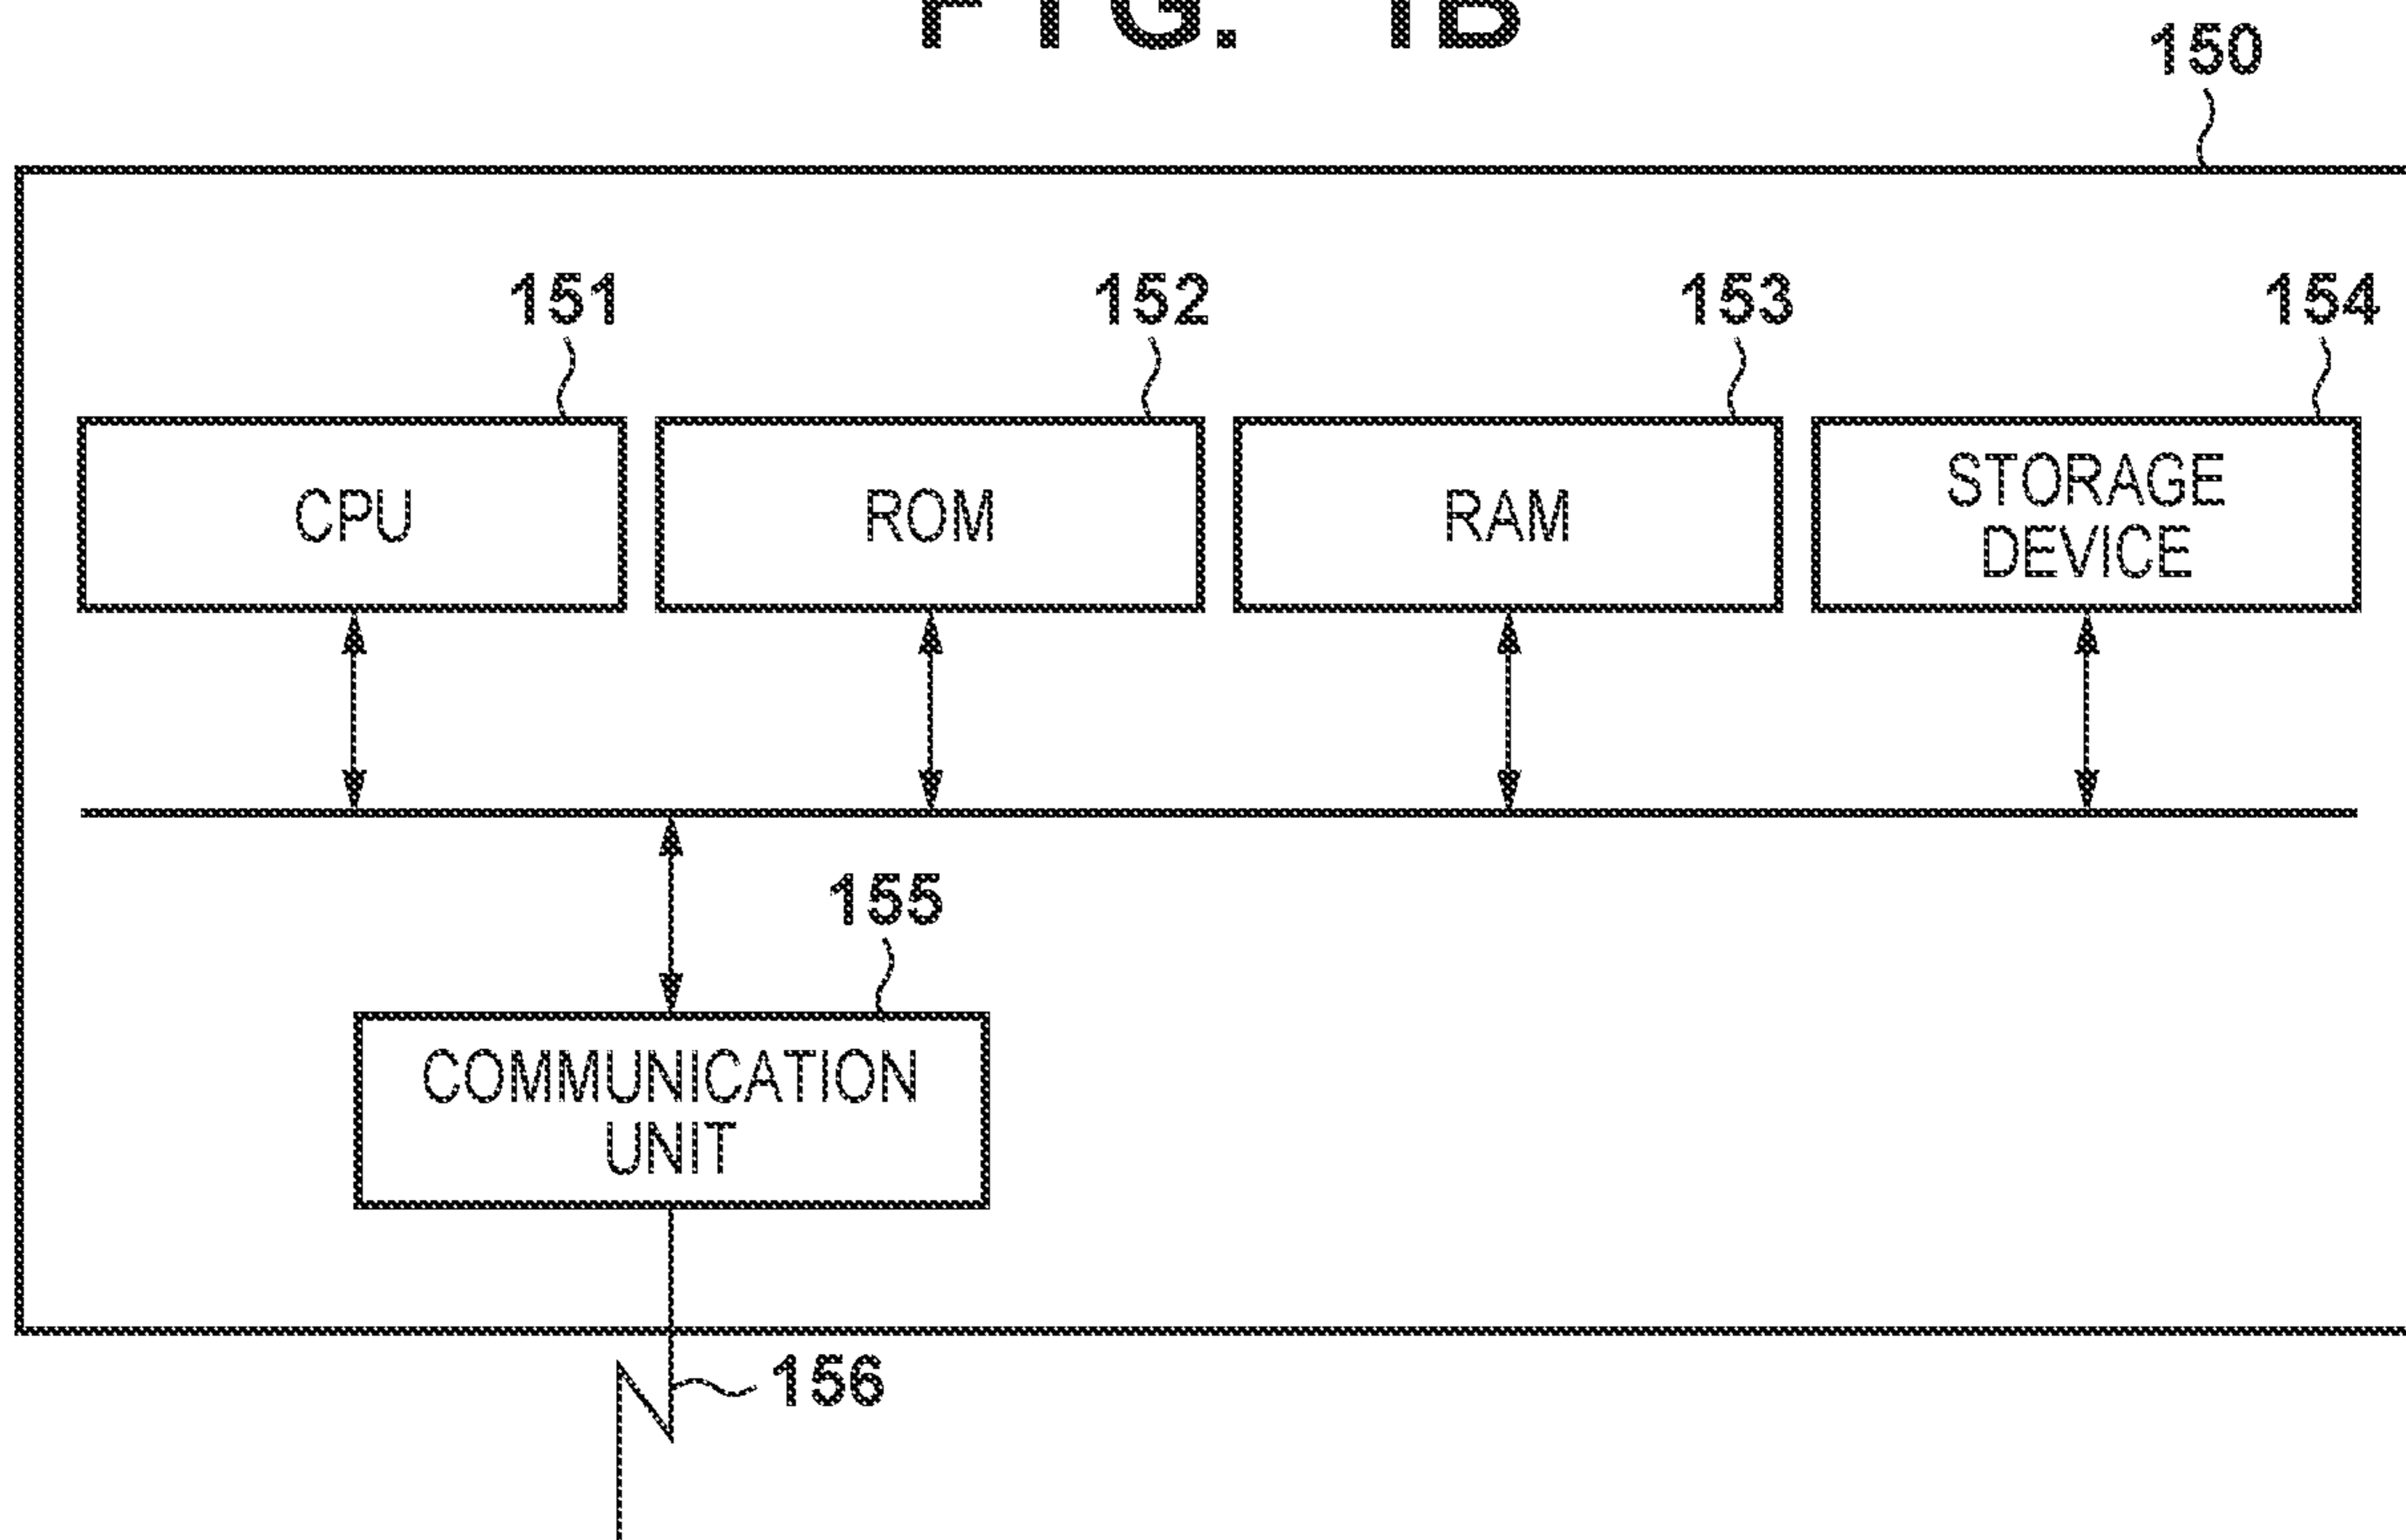 FIG. 1B
150
151
152
153
154
CPU
ROM
RAM
STORAGE
DEVICE
155
COMMUNICATION
UNIT
156